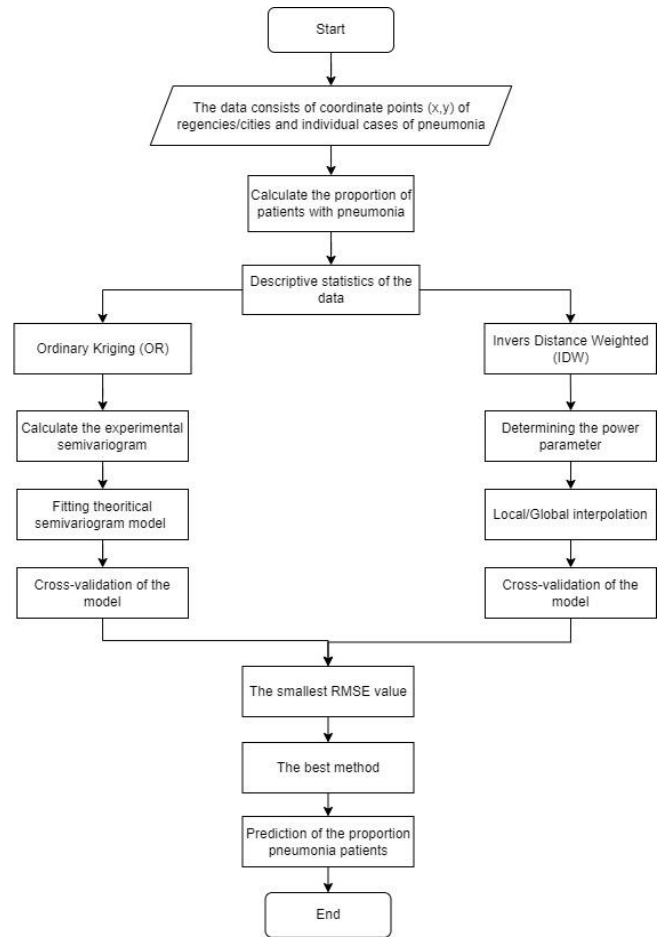 Start
The data consists of coordinate points (x,y) of
regencies/cities and individual cases of pneumonia
Calculate the proportion of
patients with pneumonia
Descriptive statistics of the
data
Ordinary Kriging (OR)
Calculate the experimental
semivariogram
Fitting theoritical
semivariogram model
Cross-validation of the
model
Invers Distance Weighted
(IDW)
Determining the power
parameter
Local/Global interpolation
Cross-validation of the
model
The smallest RMSE value
The best method
Prediction of the proportion
pneumonia patients
End